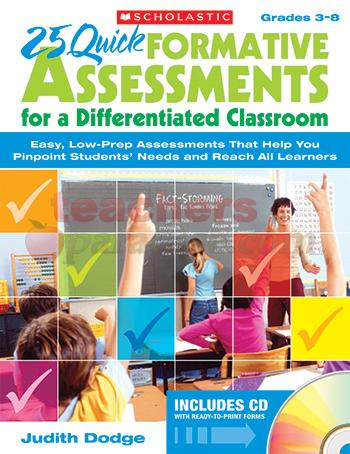 SCHOLASTIC
Grades 3–8
25 Quick
FORMATIVE
ASSESSMENTS
for a Differentiated Classroom
Easy, Low-Prep Assessments That Help You
Pinpoint Students' Needs and Reach All Learners
FACT-STORMING
teachers
INCLUDES CD
WITH READY-TO-PRINT FORMS
Judith Dodge